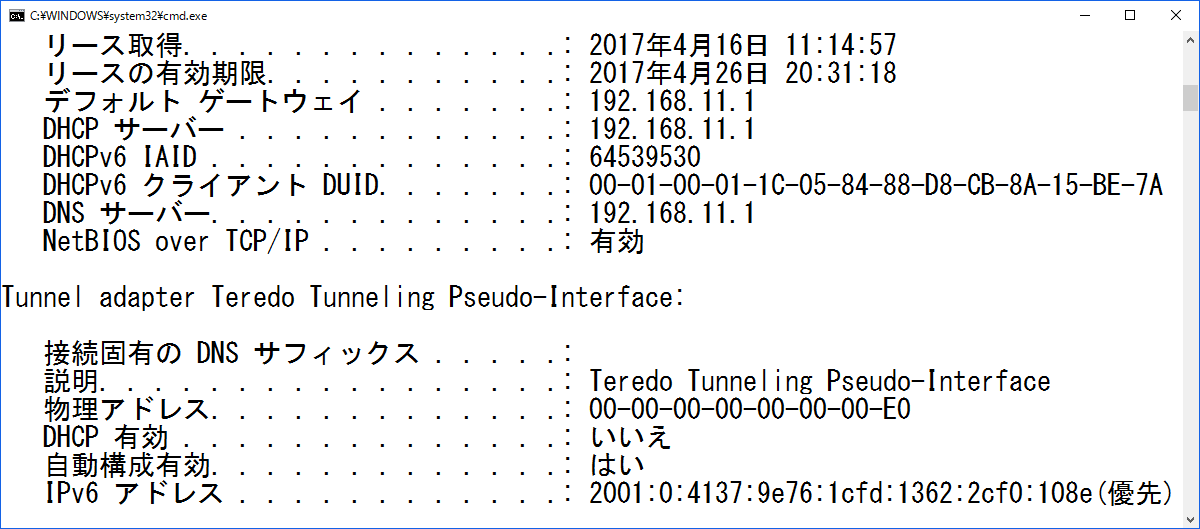 C:¥WINDOWS¥system32¥cmd.exe
リース取得. . . . . . . . . . . . . .: 2017年4月16日 11:14:57
リースの有効期限. . . . . . . . . . .: 2017年4月26日 20:31:18
デフォルト ゲートウェイ . . . . . . .: 192.168.11.1
DHCP サーバー . . . . . . . . . . . .: 192.168.11.1
DHCPv6 IAID . . . . . . . . . . . . .: 64539530
DHCPv6 クライアント DUID. . . . . . .: 00-01-00-01-1C-05-84-88-D8-CB-8A-15-BE-7A
DNS サーバー. . . . . . . . . . . . .: 192.168.11.1
NetBIOS over TCP/IP . . . . . . . . .: 有効
Tunnel adapter Teredo Tunneling Pseudo-Interface:
接続固有の DNS サフィックス . . . . .:
説明. . . . . . . . . . . . . . . . .: Teredo Tunneling Pseudo-Interface
物理アドレス. . . . . . . . . . . . .: 00-00-00-00-00-00-00-E0
DHCP 有効 . . . . . . . . . . . . . .: いいえ
自動構成有効. . . . . . . . . . . . .: はい
IPv6 アドレス . . . . . . . . . . . .: 2001:0:4137:9e76:1cfd:1362:2cf0:108e(優先)